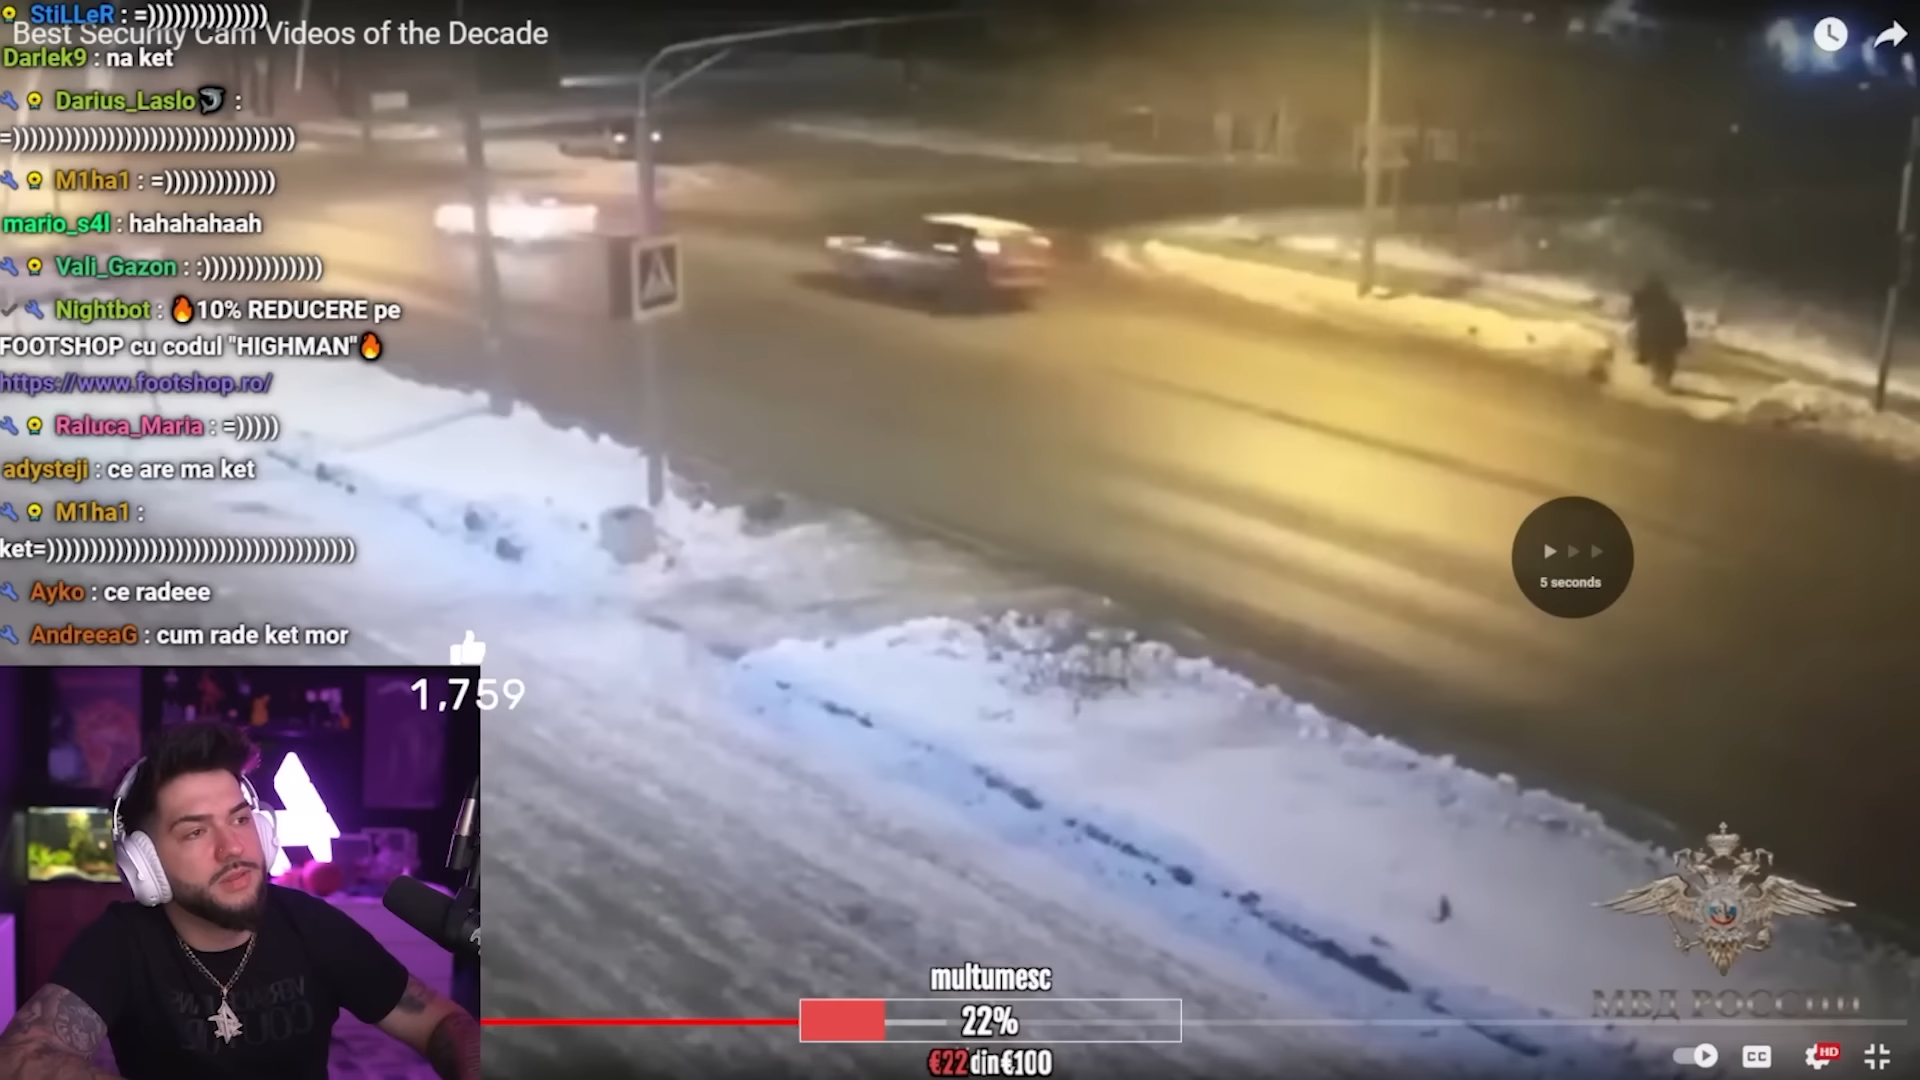 StiLLeR : =))))))))))))))
Best Security Cam Videos of the Decade
Darlek9 : na ket
Darius_Laslo :
=)))))))))))))))))))))))))))))))))
M1ha1 : =)))))))))))))
mario_s4l : hahahahaah
Vali_Gazon : :))))))))))))))
Nightbot : 🔥10% REDUCERE pe
FOOTSHOP cu codul "HIGHMAN"🔥
https://www.footshop.ro/
Raluca_Maria : =)))))
adysteji : ce are ma ket
M1ha1 :
ket=))))))))))))))))))))))))))))))))))))
Ayko : ce radeee
AndreeaG : cum rade ket mor
1,759
5 seconds
multumesc
22%
€22 din €100
МВД РОССИИ
CC
HD